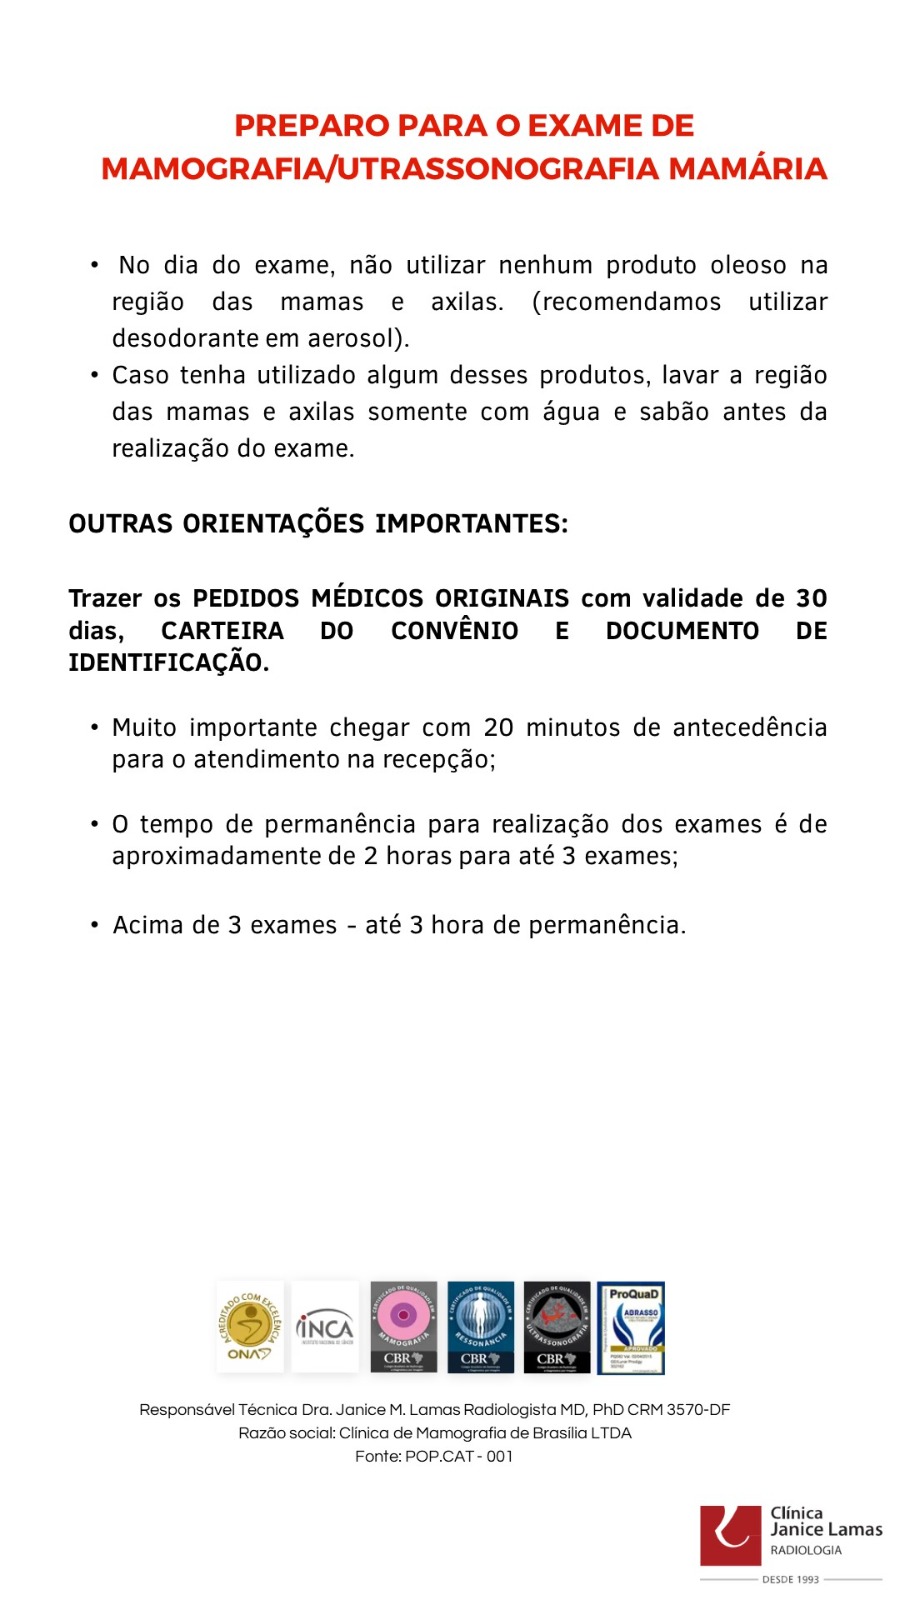 PREPARO PARA O EXAME DE
MAMOGRAFIA/UTRASSONOGRAFIA MAMÁRIA
• No dia do exame, não utilizar nenhum produto oleoso na
região das mamas e axilas. (recomendamos utilizar
desodorante em aerosol).
• Caso tenha utilizado algum desses produtos, lavar a região
das mamas e axilas somente com água e sabão antes da
realização do exame.
OUTRAS ORIENTAÇÕES IMPORTANTES:
Trazer os PEDIDOS MÉDICOS ORIGINAIS com validade de 30
dias, CARTEIRA DO CONVÊNIO E DOCUMENTO DE
IDENTIFICAÇÃO.
• Muito importante chegar com 20 minutos de antecedência
para o atendimento na recepção;
• O tempo de permanência para realização dos exames é de
aproximadamente de 2 horas para até 3 exames;
• Acima de 3 exames - até 3 hora de permanência.
ACREDITADO COM EXCELÊNCIA
ONA
INCA
INSTITUTO NACIONAL DE CÂNCER
CERTIFICADO DE QUALIDADE EM
MAMOGRAFIA
CBR
CERTIFICADO DE QUALIDADE EM
RESSONÂNCIA
CBR
CERTIFICADO DE QUALIDADE EM
ULTRASSONOGRAFIA
CBR
ProQuaD
ABRASSO
APROVADO
Responsável Técnica Dra. Janice M. Lamas Radiologista MD, PhD CRM 3570-DF
Razão social: Clínica de Mamografia de Brasília LTDA
Fonte: POP.CAT - 001
Clínica
Janice Lamas
RADIOLOGIA
DESDE 1993